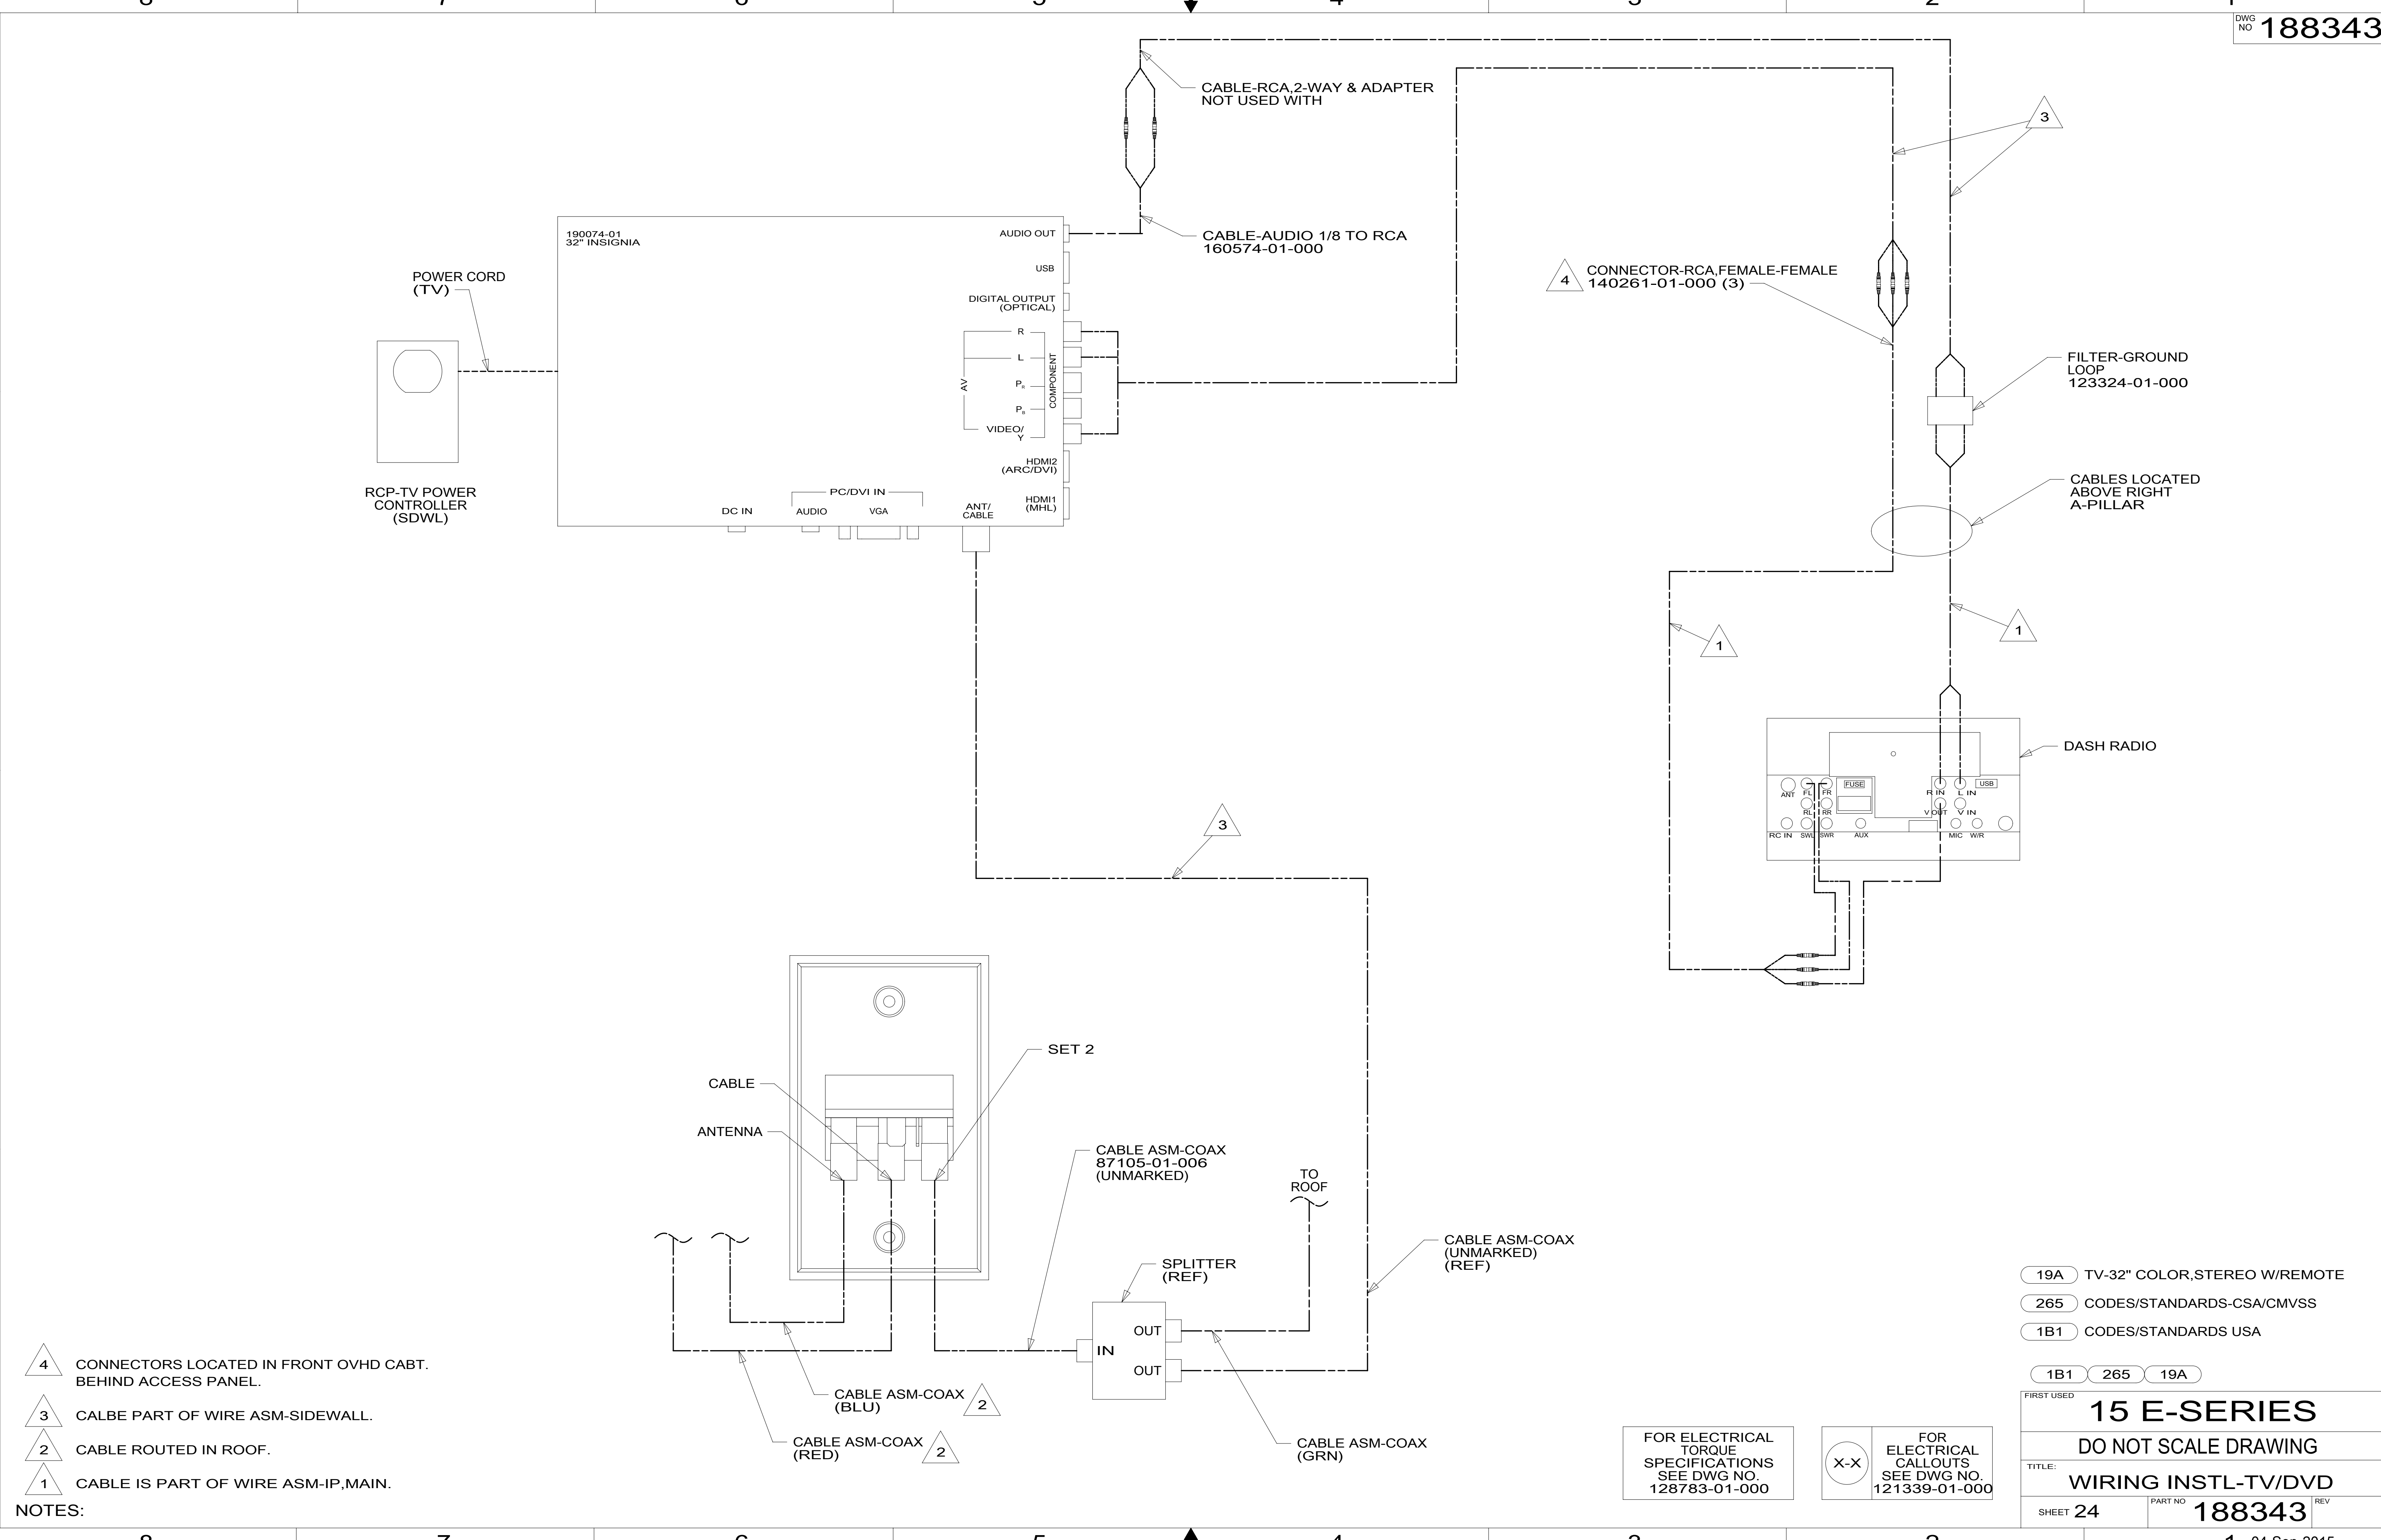 DWG NO 188343
CABLE-RCA,2-WAY & ADAPTER
NOT USED WITH
3
190074-01
32" INSIGNIA
AUDIO OUT
CABLE-AUDIO 1/8 TO RCA
160574-01-000
USB
POWER CORD
(TV)
DIGITAL OUTPUT
(OPTICAL)
4
CONNECTOR-RCA,FEMALE-FEMALE
140261-01-000 (3)
R
L
PR
PB
VIDEO/
Y
AV
COMPONENT
FILTER-GROUND
LOOP
123324-01-000
HDMI2
(ARC/DVI)
HDMI1
(MHL)
RCP-TV POWER
CONTROLLER
(SDWL)
DC IN
PC/DVI IN
AUDIO
VGA
ANT/
CABLE
CABLES LOCATED
ABOVE RIGHT
A-PILLAR
1
1
DASH RADIO
ANT
FL
FR
FUSE
R IN
L IN
USB
RL
RR
V OUT
V IN
RC IN
SWL
SWR
AUX
MIC
W/R
3
SET 2
CABLE
ANTENNA
CABLE ASM-COAX
87105-01-006
(UNMARKED)
TO
ROOF
CABLE ASM-COAX
(UNMARKED)
(REF)
SPLITTER
(REF)
IN
OUT
OUT
CABLE ASM-COAX
(BLU)
2
CABLE ASM-COAX
(RED)
2
CABLE ASM-COAX
(GRN)
4 CONNECTORS LOCATED IN FRONT OVHD CABT.
BEHIND ACCESS PANEL.
3 CALBE PART OF WIRE ASM-SIDEWALL.
2 CABLE ROUTED IN ROOF.
1 CABLE IS PART OF WIRE ASM-IP,MAIN.
NOTES:
FOR ELECTRICAL
TORQUE
SPECIFICATIONS
SEE DWG NO.
128783-01-000
X-X
FOR
ELECTRICAL
CALLOUTS
SEE DWG NO.
121339-01-000
19A TV-32" COLOR,STEREO W/REMOTE
265 CODES/STANDARDS-CSA/CMVSS
1B1 CODES/STANDARDS USA
1B1 265 19A
FIRST USED
15 E-SERIES
DO NOT SCALE DRAWING
TITLE:
WIRING INSTL-TV/DVD
SHEET 24
PART NO 188343
REV